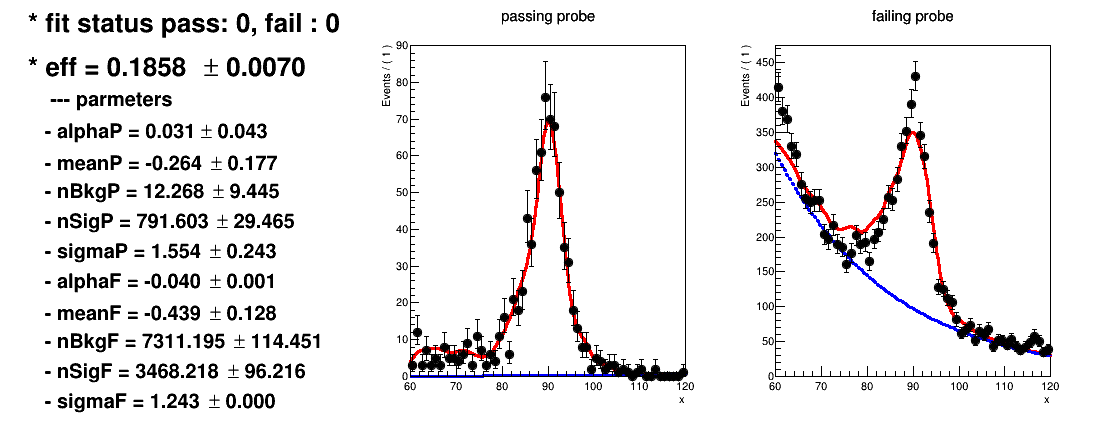 * fit status pass: 0, fail : 0
* eff = 0.1858 ± 0.0070
--- parmeters
- alphaP = 0.031 ± 0.043
- meanP = -0.264 ± 0.177
- nBkgP = 12.268 ± 9.445
- nSigP = 791.603 ± 29.465
- sigmaP = 1.554 ± 0.243
- alphaF = -0.040 ± 0.001
- meanF = -0.439 ± 0.128
- nBkgF = 7311.195 ± 114.451
- nSigF = 3468.218 ± 96.216
- sigmaF = 1.243 ± 0.000
passing probe
Events / ( 1 )
90
80
70
60
50
40
30
20
10
0
60 70 80 90 100 110 120
x
failing probe
Events / ( 1 )
450
400
350
300
250
200
150
100
50
0
60 70 80 90 100 110 120
x